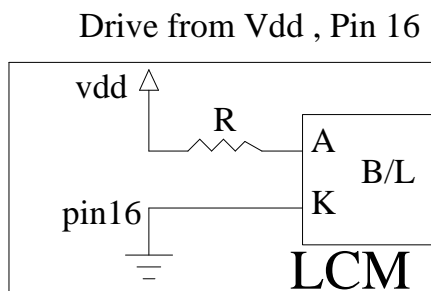 Drive from Vdd , Pin 16
vdd
R
A
B/L
K
pin16
LCM